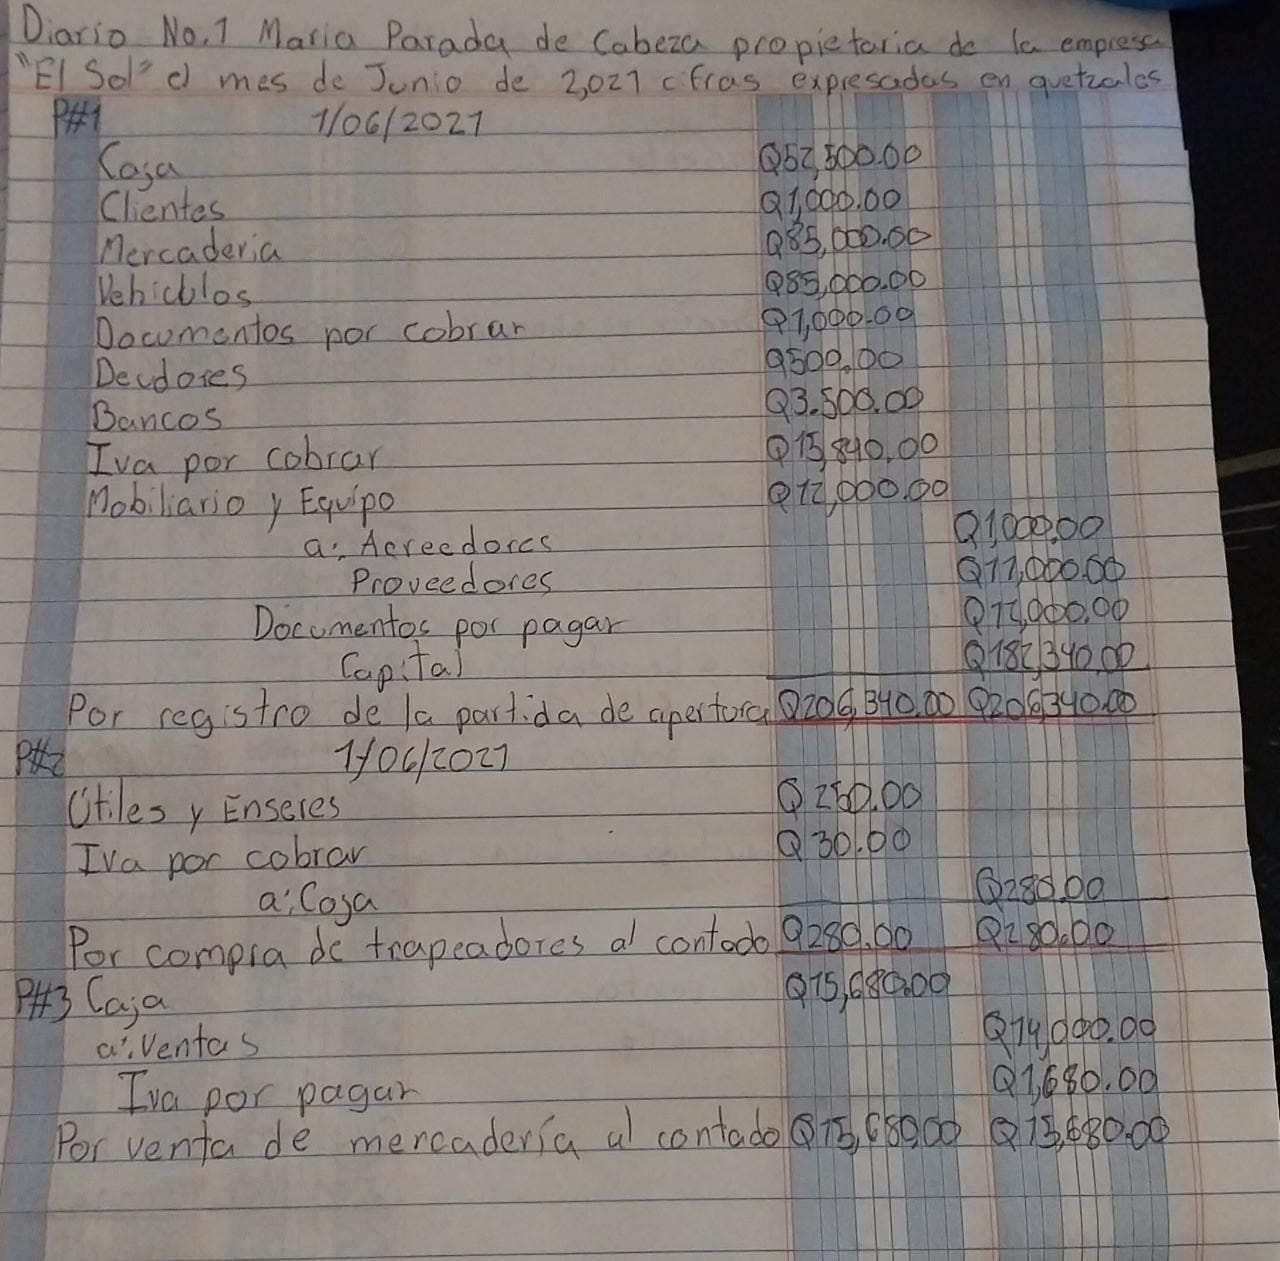 Diario No.1 Maria Parada de Cabeza propietaria de la empresa
"El Sol" el mes de Junio de 2,021 cifras expresadas en quetzales
P#1 1/06/2021
Caja Q52,500.00
Clientes Q1,000.00
Mercaderia Q85,000.00
Vehiculos Q85,000.00
Documentos por cobrar Q1,000.00
Deudores Q500.00
Bancos Q3.500.00
Iva por cobrar Q15,840.00
Mobiliario y Equipo Q12,000.00
a: Acreedores Q1,000.00
Proveedores Q11,000.00
Documentos por pagar
Capital Q182,340.00
Por registro de la partida de apertura Q206,340.00 Q206,340.00
P#2 1/06/2021
Útiles y Enseres Q 250.00
Iva por cobrar Q 30.00
a: Caja Q280.00
Por compra de trapeadores al contado Q280.00 Q280.00
P#3 Caja Q15,680.00
a: Ventas Q14,000.00
Iva por pagar Q1,680.00
Por venta de mercadería al contado Q15,680.00 Q15,680.00